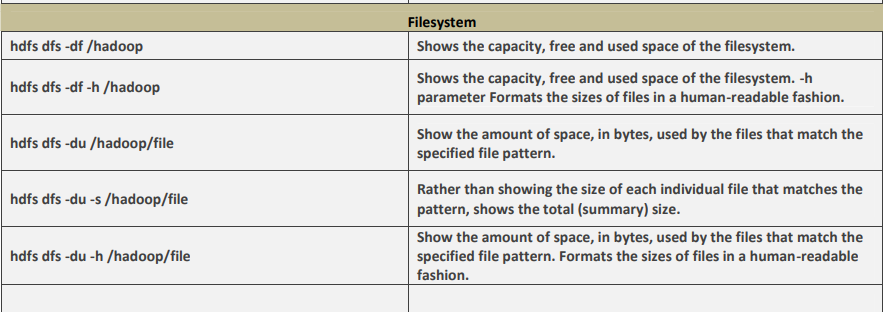 Filesystem
hdfs dfs -df /hadoop
Shows the capacity, free and used space of the filesystem.
hdfs dfs -df -h /hadoop
Shows the capacity, free and used space of the filesystem. -h
parameter Formats the sizes of files in a human-readable fashion.
hdfs dfs -du /hadoop/file
Show the amount of space, in bytes, used by the files that match the
specified file pattern.
hdfs dfs -du -s /hadoop/file
Rather than showing the size of each individual file that matches the
pattern, shows the total (summary) size.
hdfs dfs -du -h /hadoop/file
Show the amount of space, in bytes, used by the files that match the
specified file pattern. Formats the sizes of files in a human-readable
fashion.